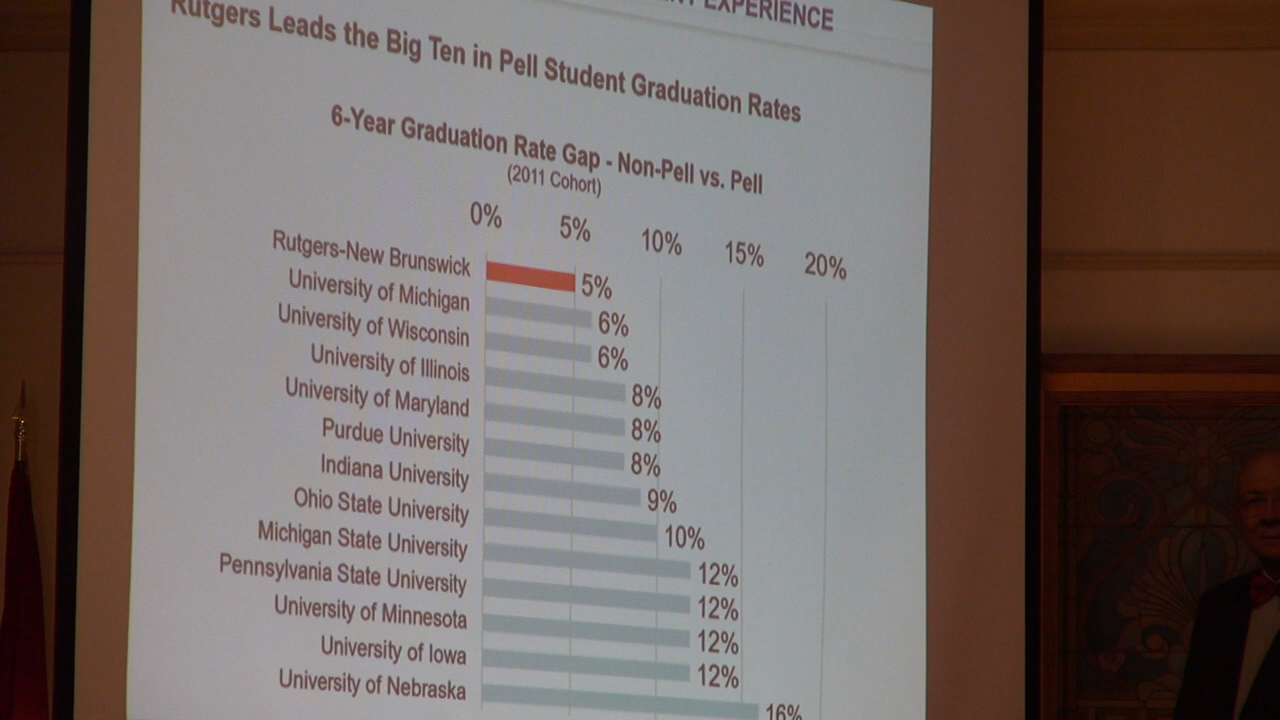 EXPERIENCE
Rutgers Leads the Big Ten in Pell Student Graduation Rates
6-Year Graduation Rate Gap - Non-Pell vs. Pell
(2011 Cohort)
0% 5% 10% 15% 20%
Rutgers-New Brunswick 5%
University of Michigan 6%
University of Wisconsin 6%
University of Illinois 8%
University of Maryland 8%
Purdue University 8%
Indiana University 9%
Ohio State University 10%
Michigan State University 12%
Pennsylvania State University 12%
University of Minnesota 12%
University of Iowa 12%
University of Nebraska 16%